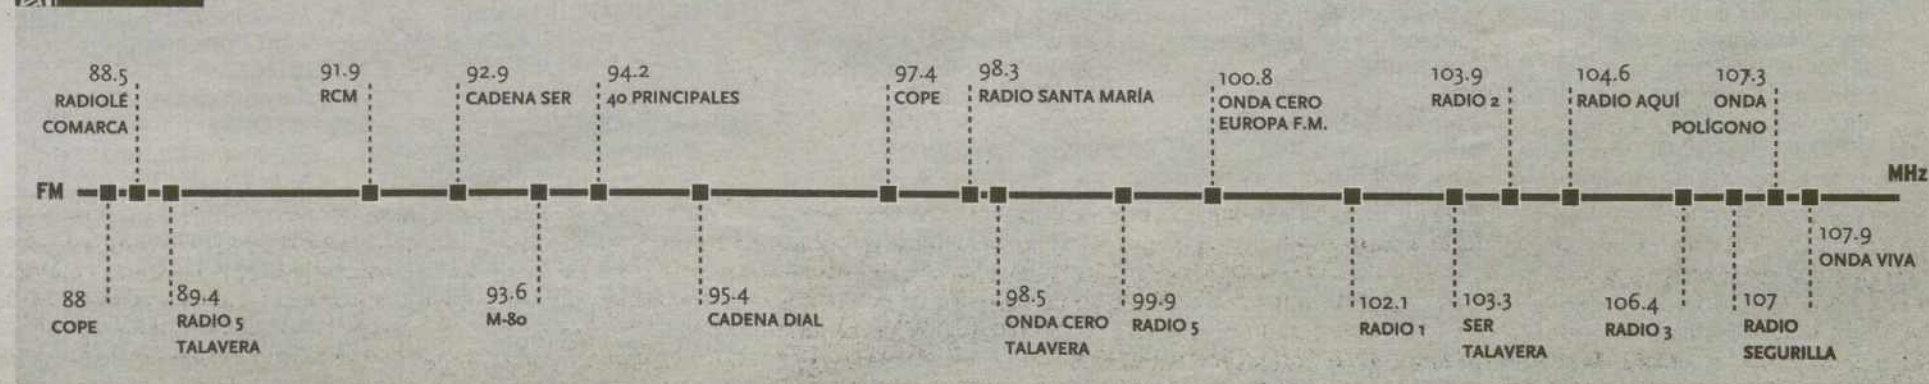 88.5
RADIOLÉ
COMARCA
91.9
RCM
92.9
CADENA SER
94.2
40 PRINCIPALES
97.4
COPE
98.3
RADIO SANTA MARÍA
100.8
ONDA CERO
EUROPA F.M.
103.9
RADIO 2
104.6
RADIO AQUÍ
107.3
ONDA
POLÍGONO
FM
MHz
88
COPE
89.4
RADIO 5
TALAVERA
93.6
M-80
95.4
CADENA DIAL
98.5
ONDA CERO
TALAVERA
99.9
RADIO 5
102.1
RADIO 1
103.3
SER
TALAVERA
106.4
RADIO 3
107
RADIO
SEGURILLA
107.9
ONDA VIVA